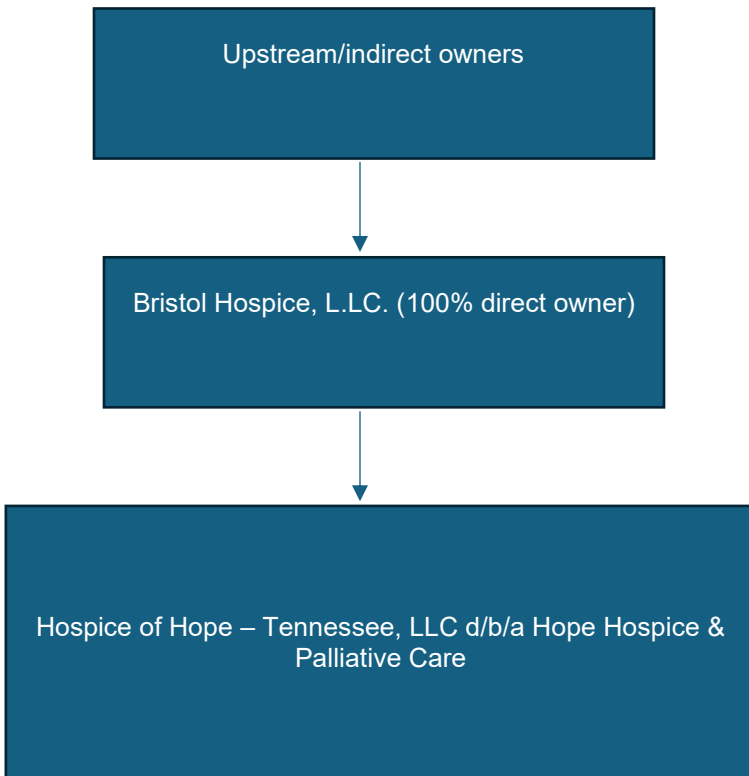 Upstream/indirect owners
Bristol Hospice, L.LC. (100% direct owner)
Hospice of Hope – Tennessee, LLC d/b/a Hope Hospice &
Palliative Care